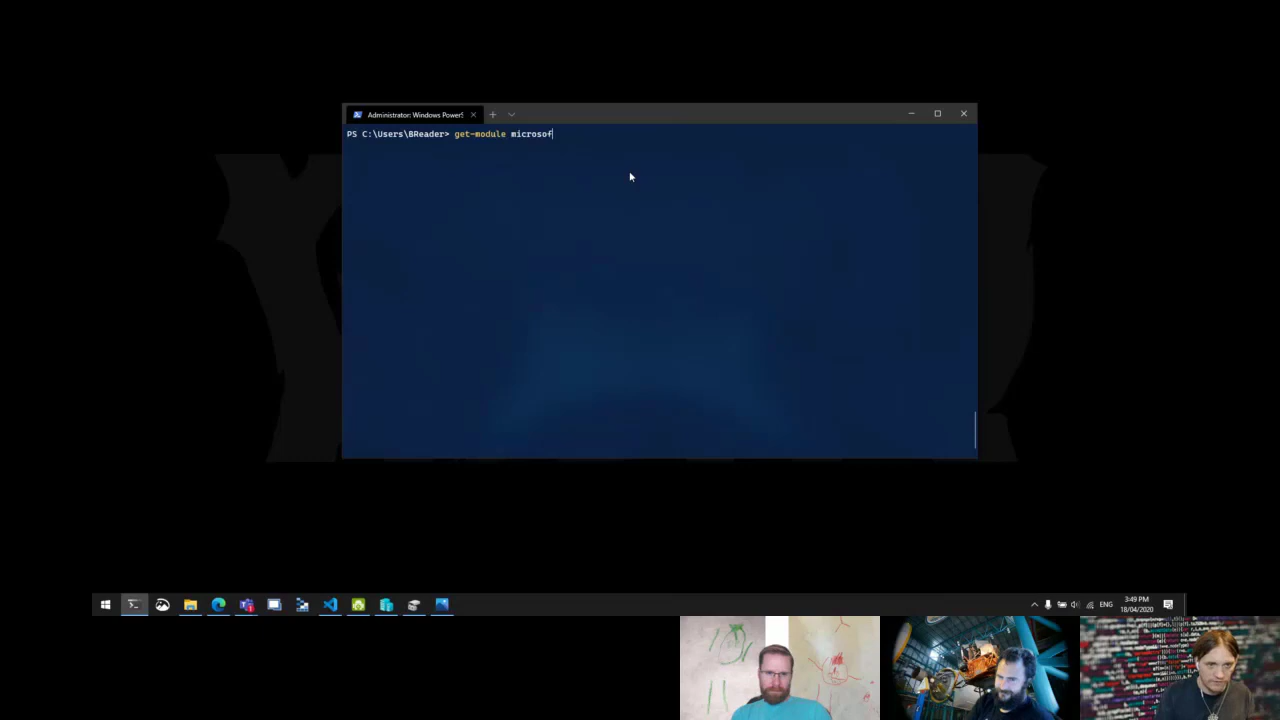 Administrator: Windows PowerS
PS C:\Users\BReader> get-module microsof
ENG
3:49 PM
18/04/2020